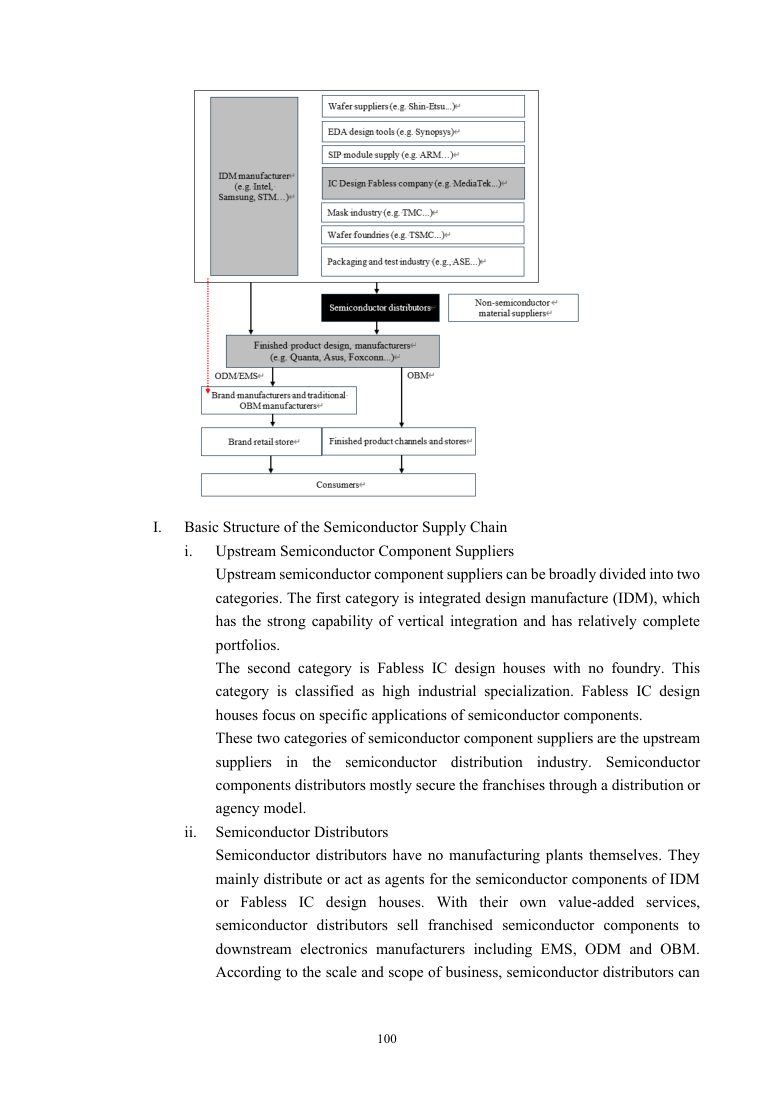 Wafer suppliers (e.g. Shin-Etsu...)↵
EDA design tools (e.g. Synopsys)↵
SIP module supply (e.g. ARM…)↵
IDM manufacturer↵
(e.g. Intel,
Samsung, STM…)↵
IC Design Fabless company (e.g. MediaTek...)↵
Mask industry (e.g. TMC...)↵
Wafer foundries (e.g. TSMC...)↵
Packaging and test industry (e.g., ASE...)↵
Semiconductor distributors↵
Non-semiconductor ↵
material suppliers↵
Finished product design, manufacturers↵
(e.g. Quanta, Asus, Foxconn...)↵
ODM/EMS↵
OBM↵
Brand manufacturers and traditional
OBM manufacturers↵
Brand retail store↵
Finished product channels and stores↵
Consumers↵
I. Basic Structure of the Semiconductor Supply Chain
i. Upstream Semiconductor Component Suppliers
Upstream semiconductor component suppliers can be broadly divided into two
categories. The first category is integrated design manufacture (IDM), which
has the strong capability of vertical integration and has relatively complete
portfolios.
The second category is Fabless IC design houses with no foundry. This
category is classified as high industrial specialization. Fabless IC design
houses focus on specific applications of semiconductor components.
These two categories of semiconductor component suppliers are the upstream
suppliers in the semiconductor distribution industry. Semiconductor
components distributors mostly secure the franchises through a distribution or
agency model.
ii. Semiconductor Distributors
Semiconductor distributors have no manufacturing plants themselves. They
mainly distribute or act as agents for the semiconductor components of IDM
or Fabless IC design houses. With their own value-added services,
semiconductor distributors sell franchised semiconductor components to
downstream electronics manufacturers including EMS, ODM and OBM.
According to the scale and scope of business, semiconductor distributors can
100